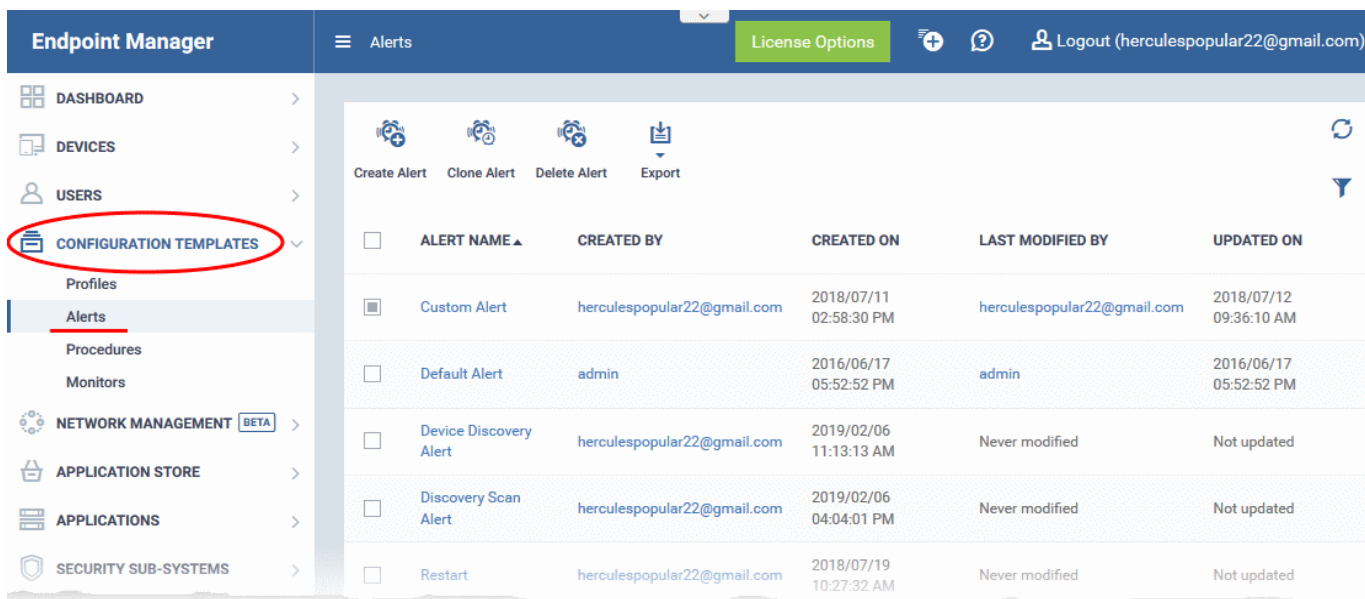 Endpoint Manager
Alerts
License Options
Logout (herculespopular22@gmail.com)
DASHBOARD
DEVICES
USERS
CONFIGURATION TEMPLATES
Profiles
Alerts
Procedures
Monitors
NETWORK MANAGEMENT BETA
APPLICATION STORE
APPLICATIONS
SECURITY SUB-SYSTEMS
Create Alert Clone Alert Delete Alert Export
ALERT NAME CREATED BY CREATED ON LAST MODIFIED BY UPDATED ON
Custom Alert herculespopular22@gmail.com 2018/07/11 02:58:30 PM herculespopular22@gmail.com 2018/07/12 09:36:10 AM
Default Alert admin 2016/06/17 05:52:52 PM admin 2016/06/17 05:52:52 PM
Device Discovery Alert herculespopular22@gmail.com 2019/02/06 11:13:13 AM Never modified Not updated
Discovery Scan Alert herculespopular22@gmail.com 2019/02/06 04:04:01 PM Never modified Not updated
Restart herculespopular22@gmail.com 2018/07/19 10:27:32 AM Never modified Not updated